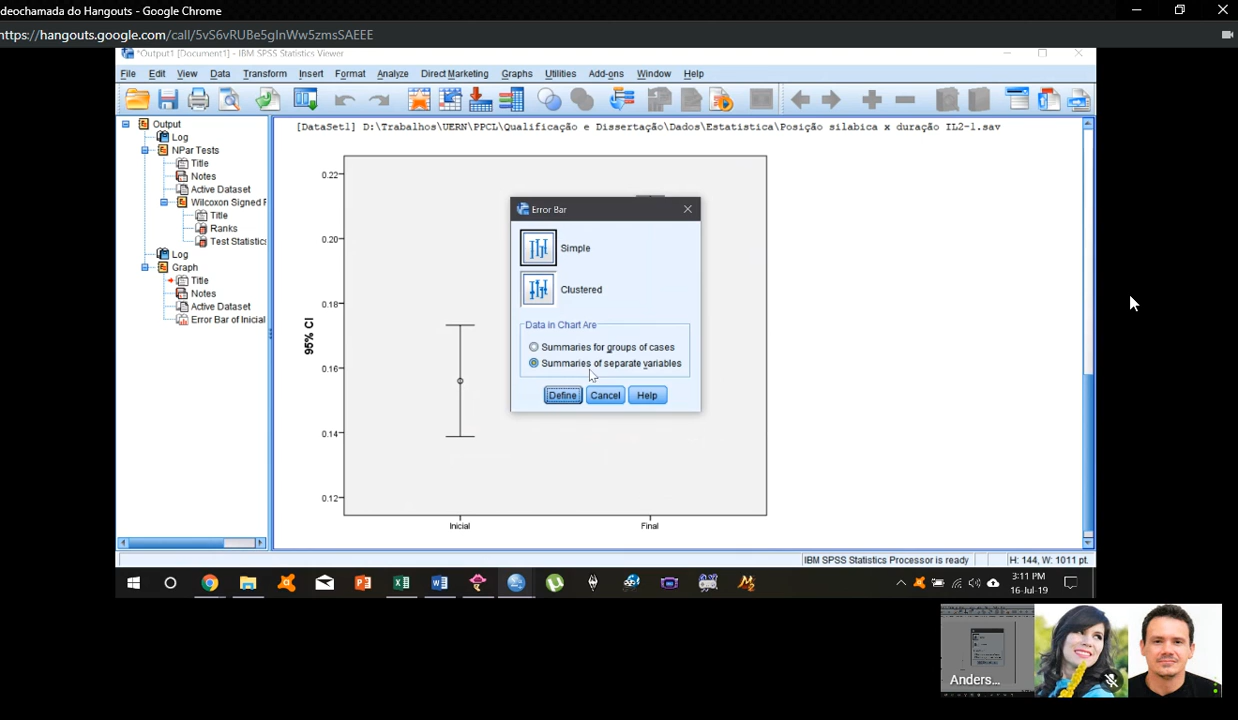 deochamada do Hangouts - Google Chrome
https://hangouts.google.com/call/5vS6vRUBe5gInWw5zmsSAEEE
*Output1 [Document1] - IBM SPSS Statistics Viewer
File Edit View Data Transform Insert Format Analyze Direct Marketing Graphs Utilities Add-ons Window Help
Output
Log
NPar Tests
Title
Notes
Active Dataset
Wilcoxon Signed F
Title
Ranks
Test Statistics
Log
Graph
Title
Notes
Active Dataset
Error Bar of Inicial
[DataSet1] D:\Trabalhos\UERN\PPCL\Qualificação e Dissertação\Dados\Estatistica\Posição silabica x duração IL2-1.sav
0.22
0.20
0.18
0.16
0.14
0.12
95% CI
Inicial Final
Error Bar
Simple
Clustered
Data in Chart Are
Summaries for groups of cases
Summaries of separate variables
Define Cancel Help
IBM SPSS Statistics Processor is ready H: 144, W: 1011 pt.
3:11 PM
16-Jul-19
Anders...